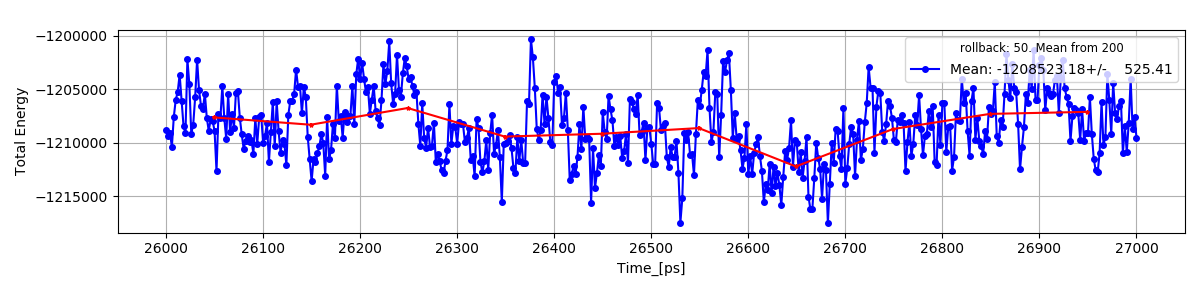 rollback: 50. Mean from 200
Mean: -1208523.18+/-   525.41
Total Energy
−1200000
−1205000
−1210000
−1215000
26000 26100 26200 26300 26400 26500 26600 26700 26800 26900 27000
Time_[ps]